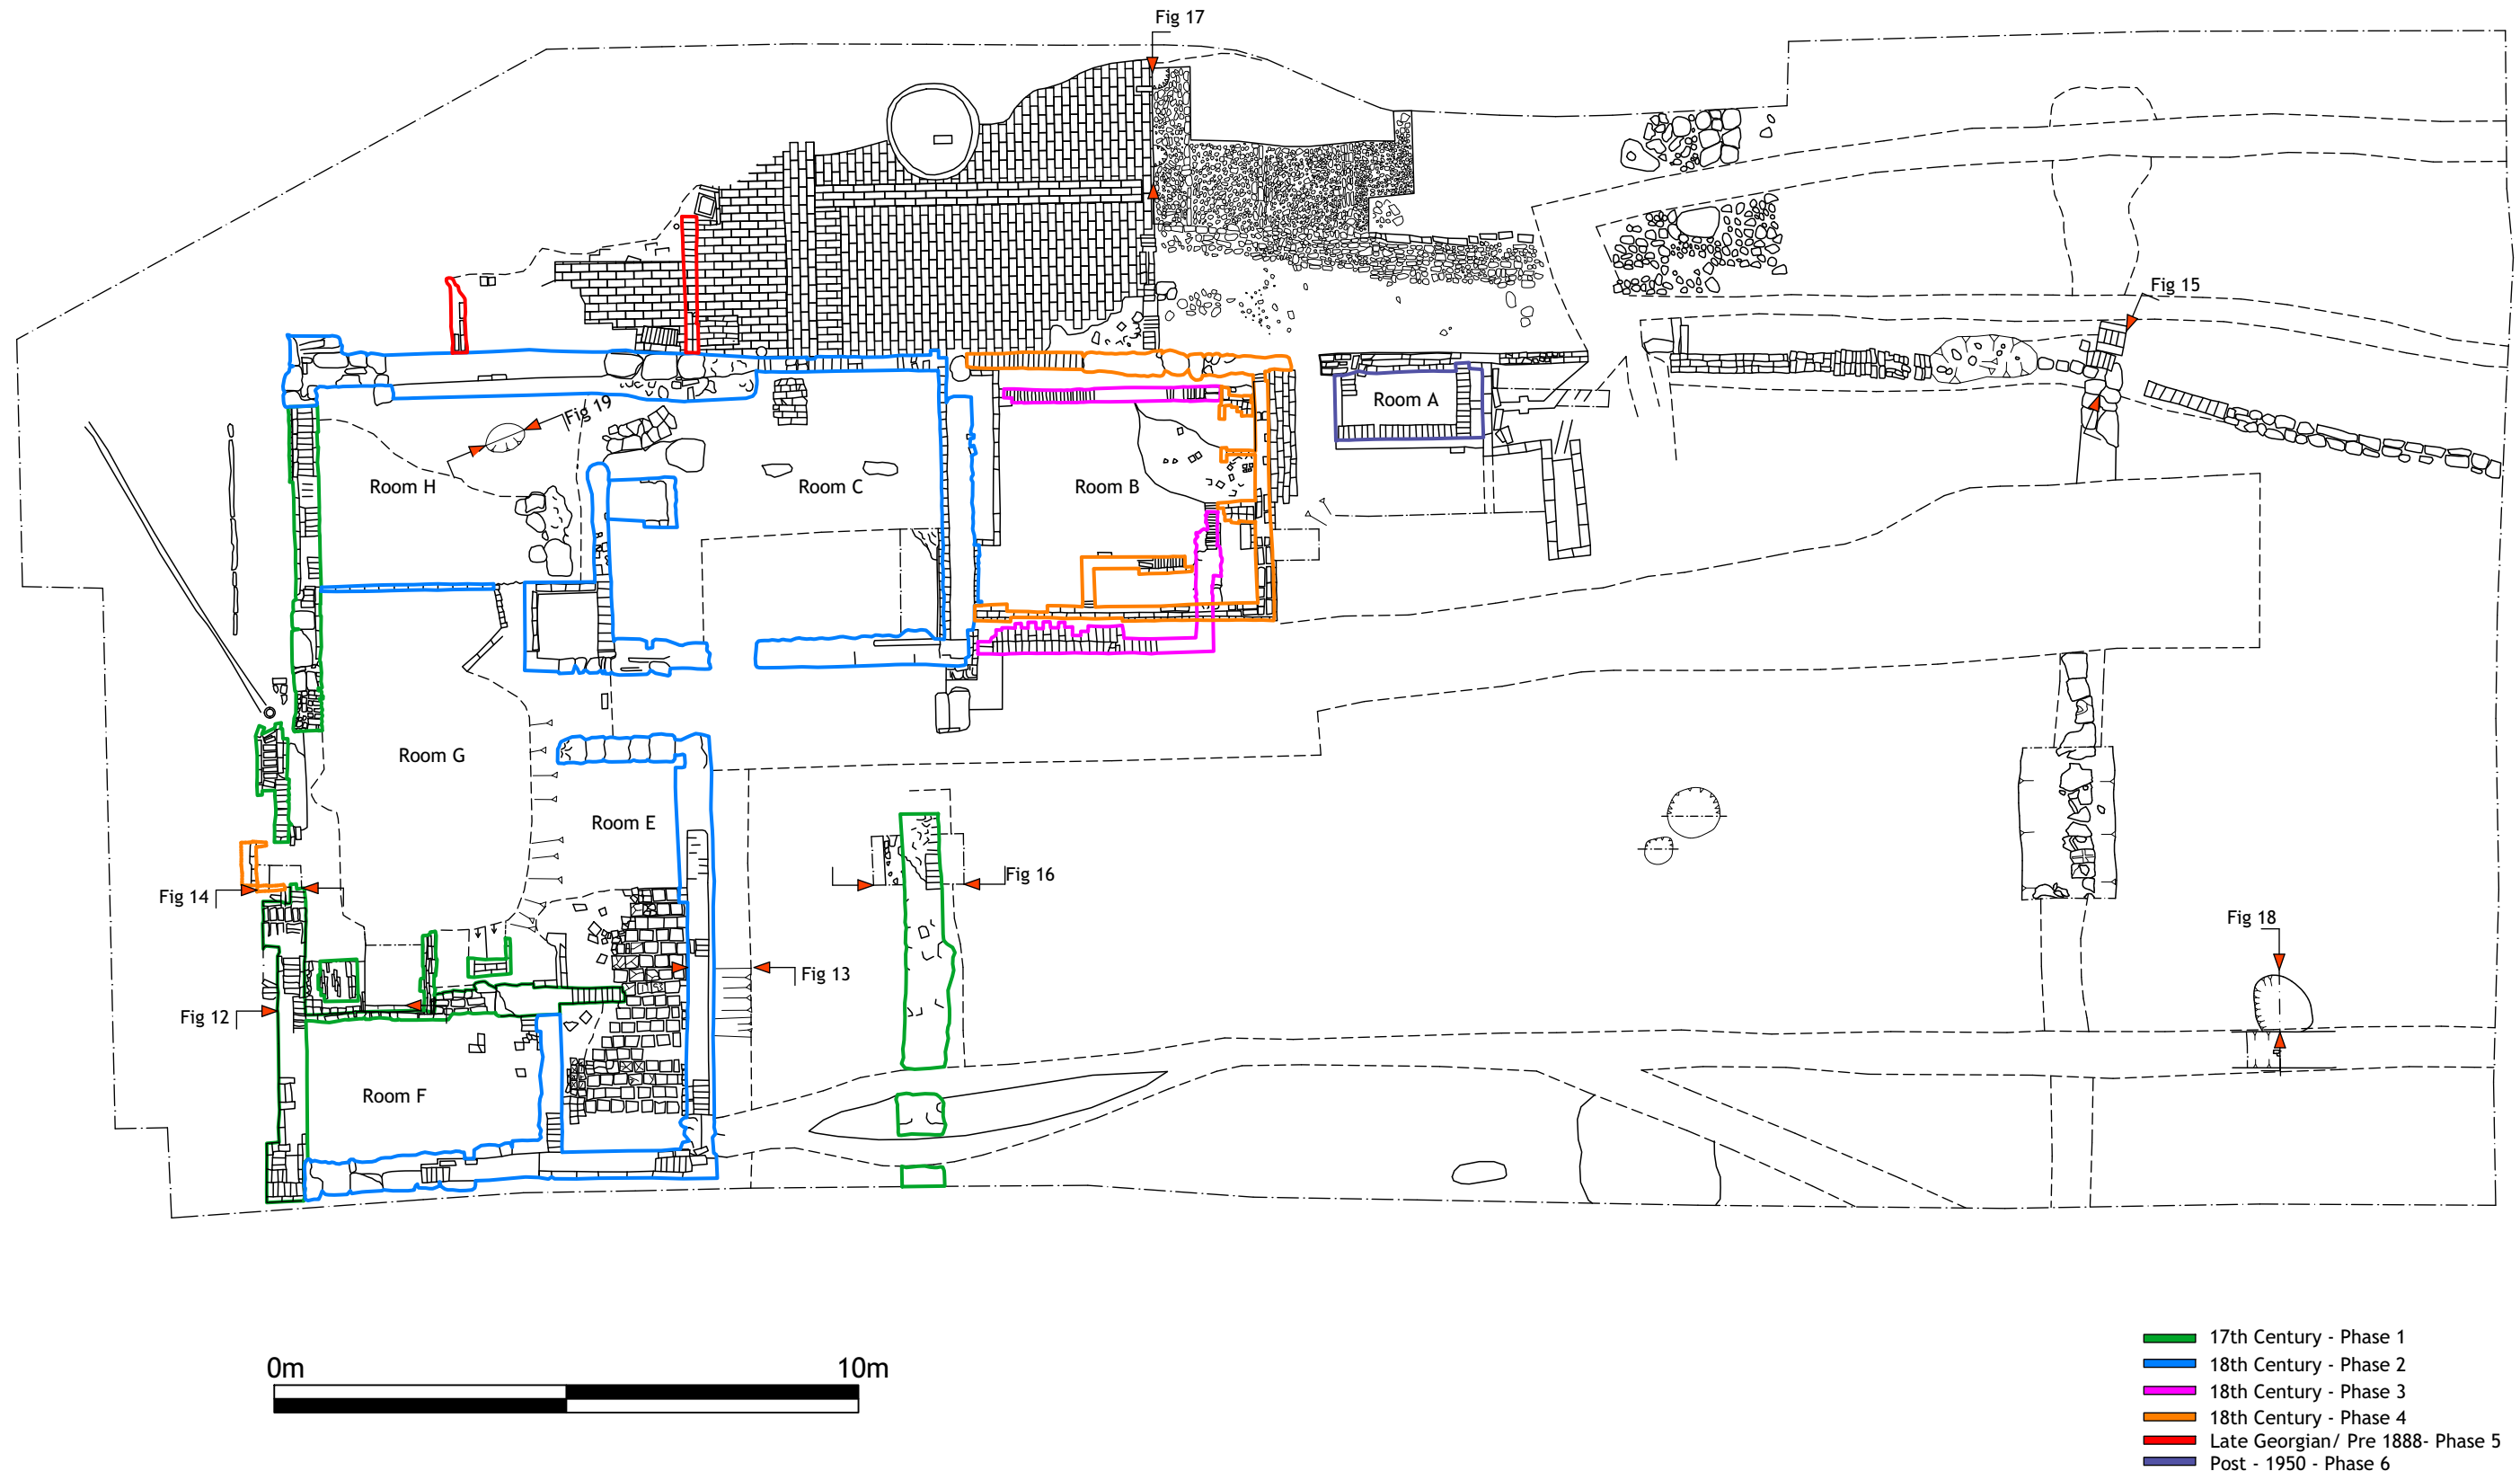 Fig 17
Fig 15
Room A
Fig 19
Room H
Room C
Room B
Room G
Room E
Fig 16
Fig 14
Fig 18
Fig 13
Fig 12
Room F
0m 10m
17th Century - Phase 1
18th Century - Phase 2
18th Century - Phase 3
18th Century - Phase 4
Late Georgian/ Pre 1888- Phase 5
Post - 1950 - Phase 6